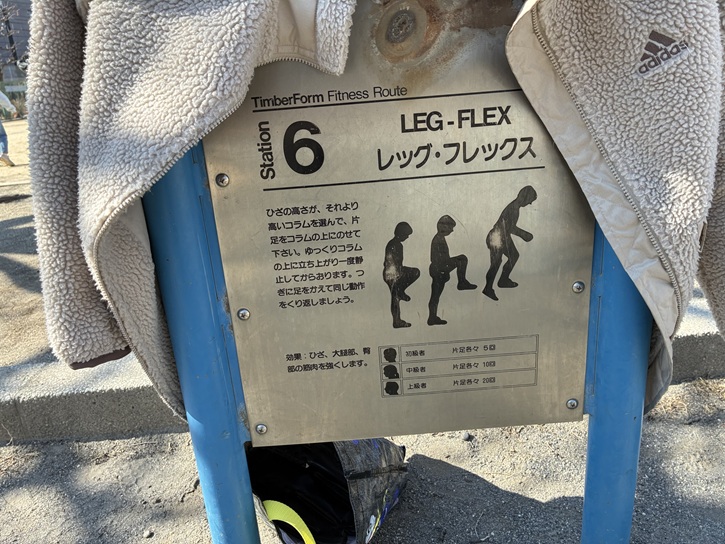 adidas
TimberForm Fitness Route
Station 6
LEG-FLEX
レッグ・フレックス
ひざの高さが、それより
高いコラムを選んで、片
足をコラムの上にのせて
下さい。ゆっくりコラム
の上に立ち上がり一度静
止してからおります。つ
ぎに足をかえて同じ動作
をくり返しましょう。
効果：ひざ、大腿部、臀
部の筋肉を強くします。
初級者 片足各々 5回
中級者 片足各々 10回
上級者 片足各々 20回